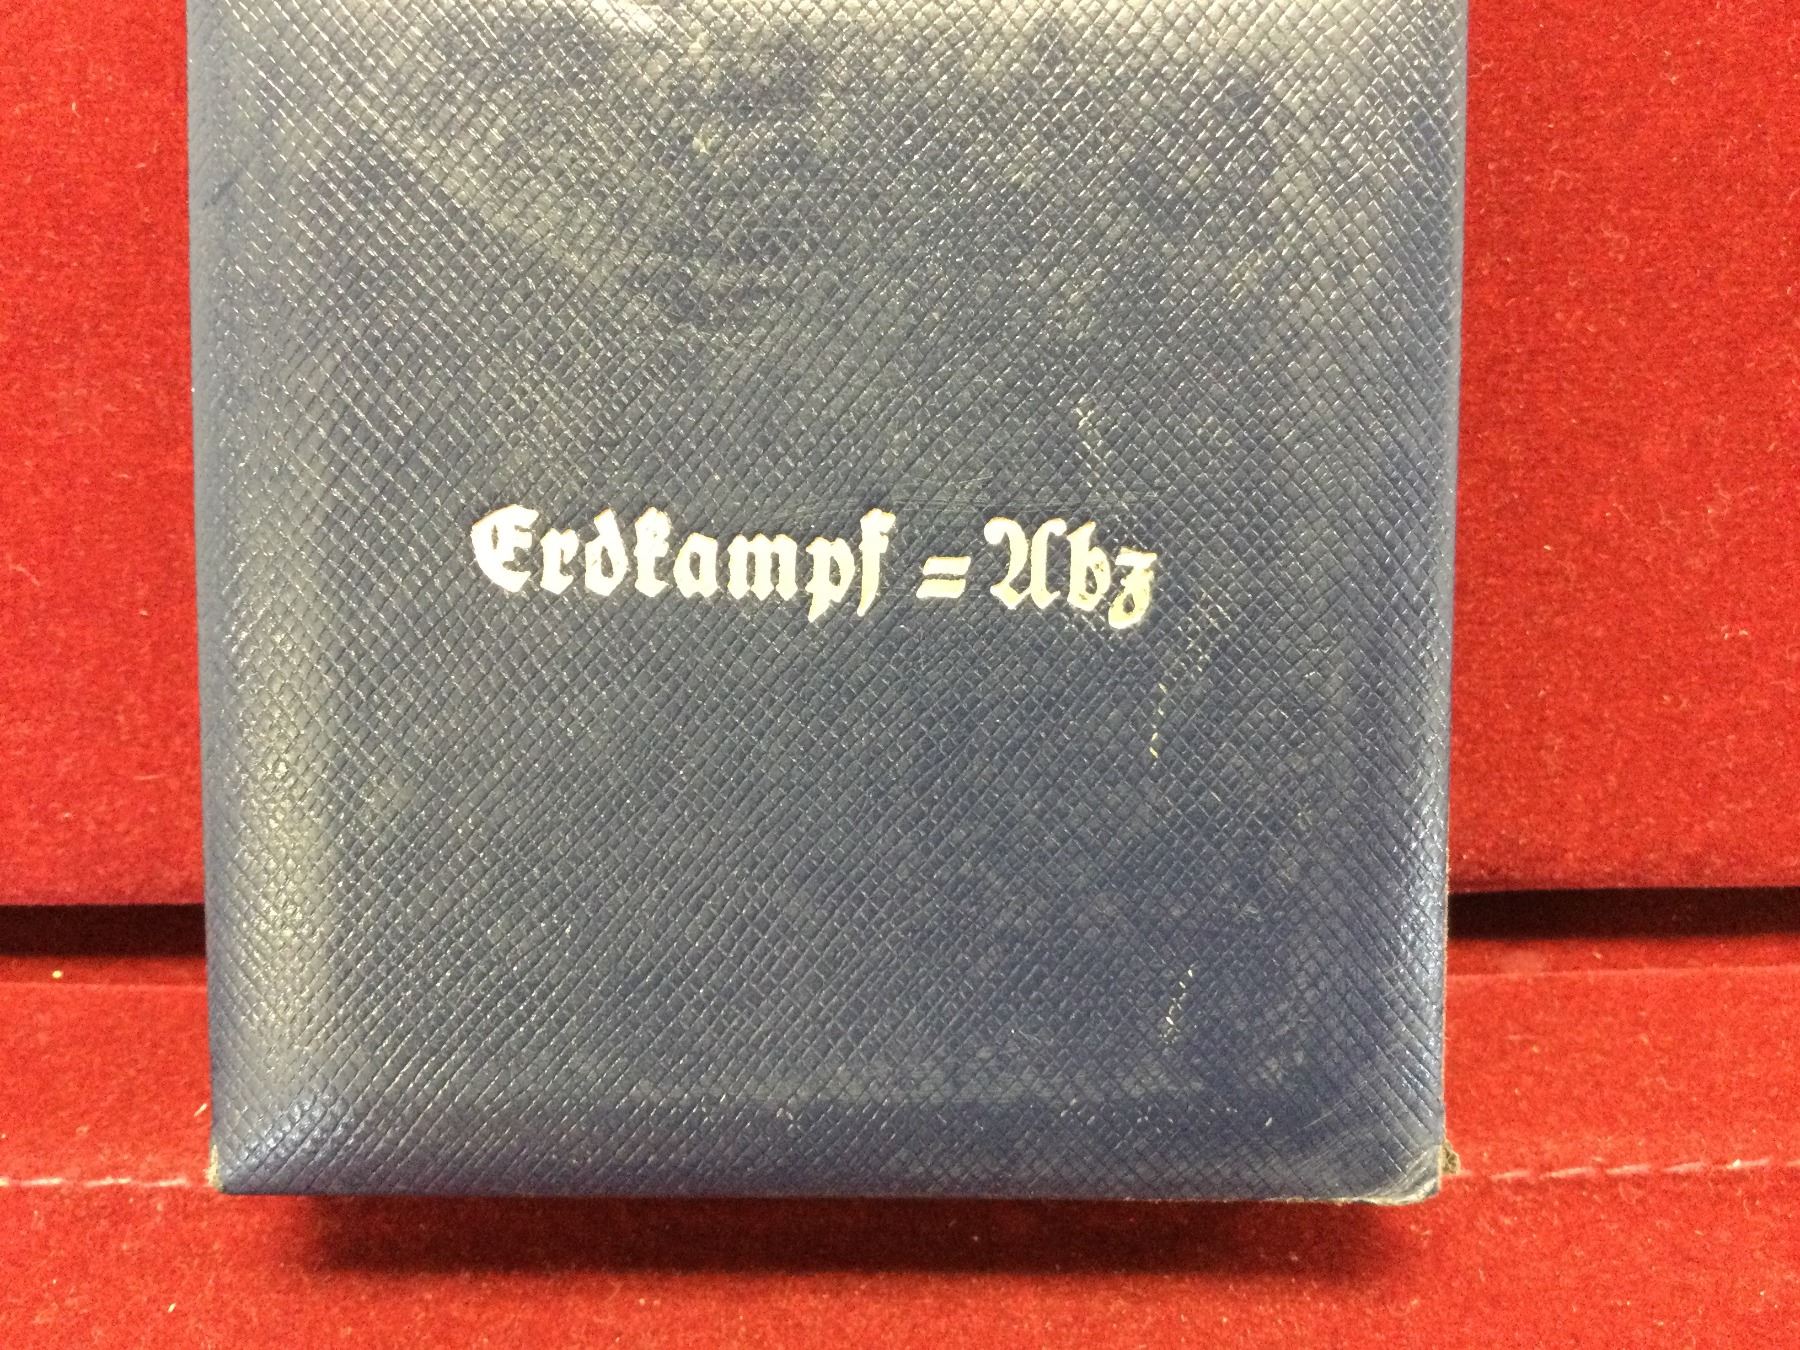 Erdkampf = Abz